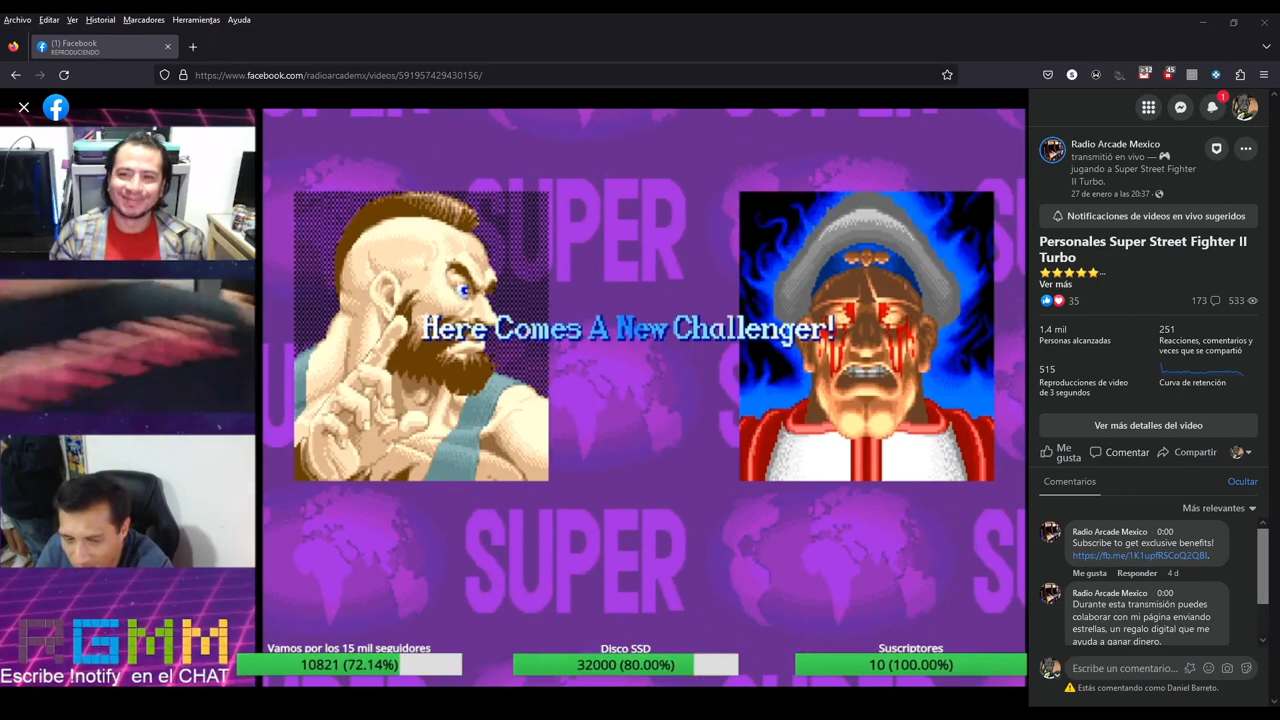 Archivo Editar Ver Historial Marcadores Herramientas Ayuda
(1) Facebook
REPRODUCIENDO
https://www.facebook.com/radioarcademx/videos/591957429430156/
>12
45
1
SUPER
SUPER
Here Comes A New Challenger!
SUPER
Vamos por los 15 mil seguidores
10821 (72.14%)
Disco SSD
32000 (80.00%)
Suscriptores
10 (100.00%)
RGMM
Escribe !notify en el CHAT
Radio Arcade Mexico
transmitió en vivo —
jugando a Super Street Fighter
II Turbo.
27 de enero a las 20:37
Notificaciones de videos en vivo sugeridos
Personales Super Street Fighter II
Turbo
...
Ver más
35
173
533
1.4 mil
Personas alcanzadas
251
Reacciones, comentarios y
veces que se compartió
515
Reproducciones de video
de 3 segundos
Curva de retención
Ver más detalles del video
Me gusta
Comentar
Compartir
Comentarios
Ocultar
Más relevantes
Radio Arcade Mexico 0:00
Subscribe to get exclusive benefits!
https://fb.me/1K1upfRSCoQ2QBl.
Me gusta Responder 4 d
Radio Arcade Mexico 0:00
Durante esta transmisión puedes
colaborar con mi página enviando
estrellas, un regalo digital que me
ayuda a ganar dinero.
Escribe un comentario...
Estás comentando como Daniel Barreto.